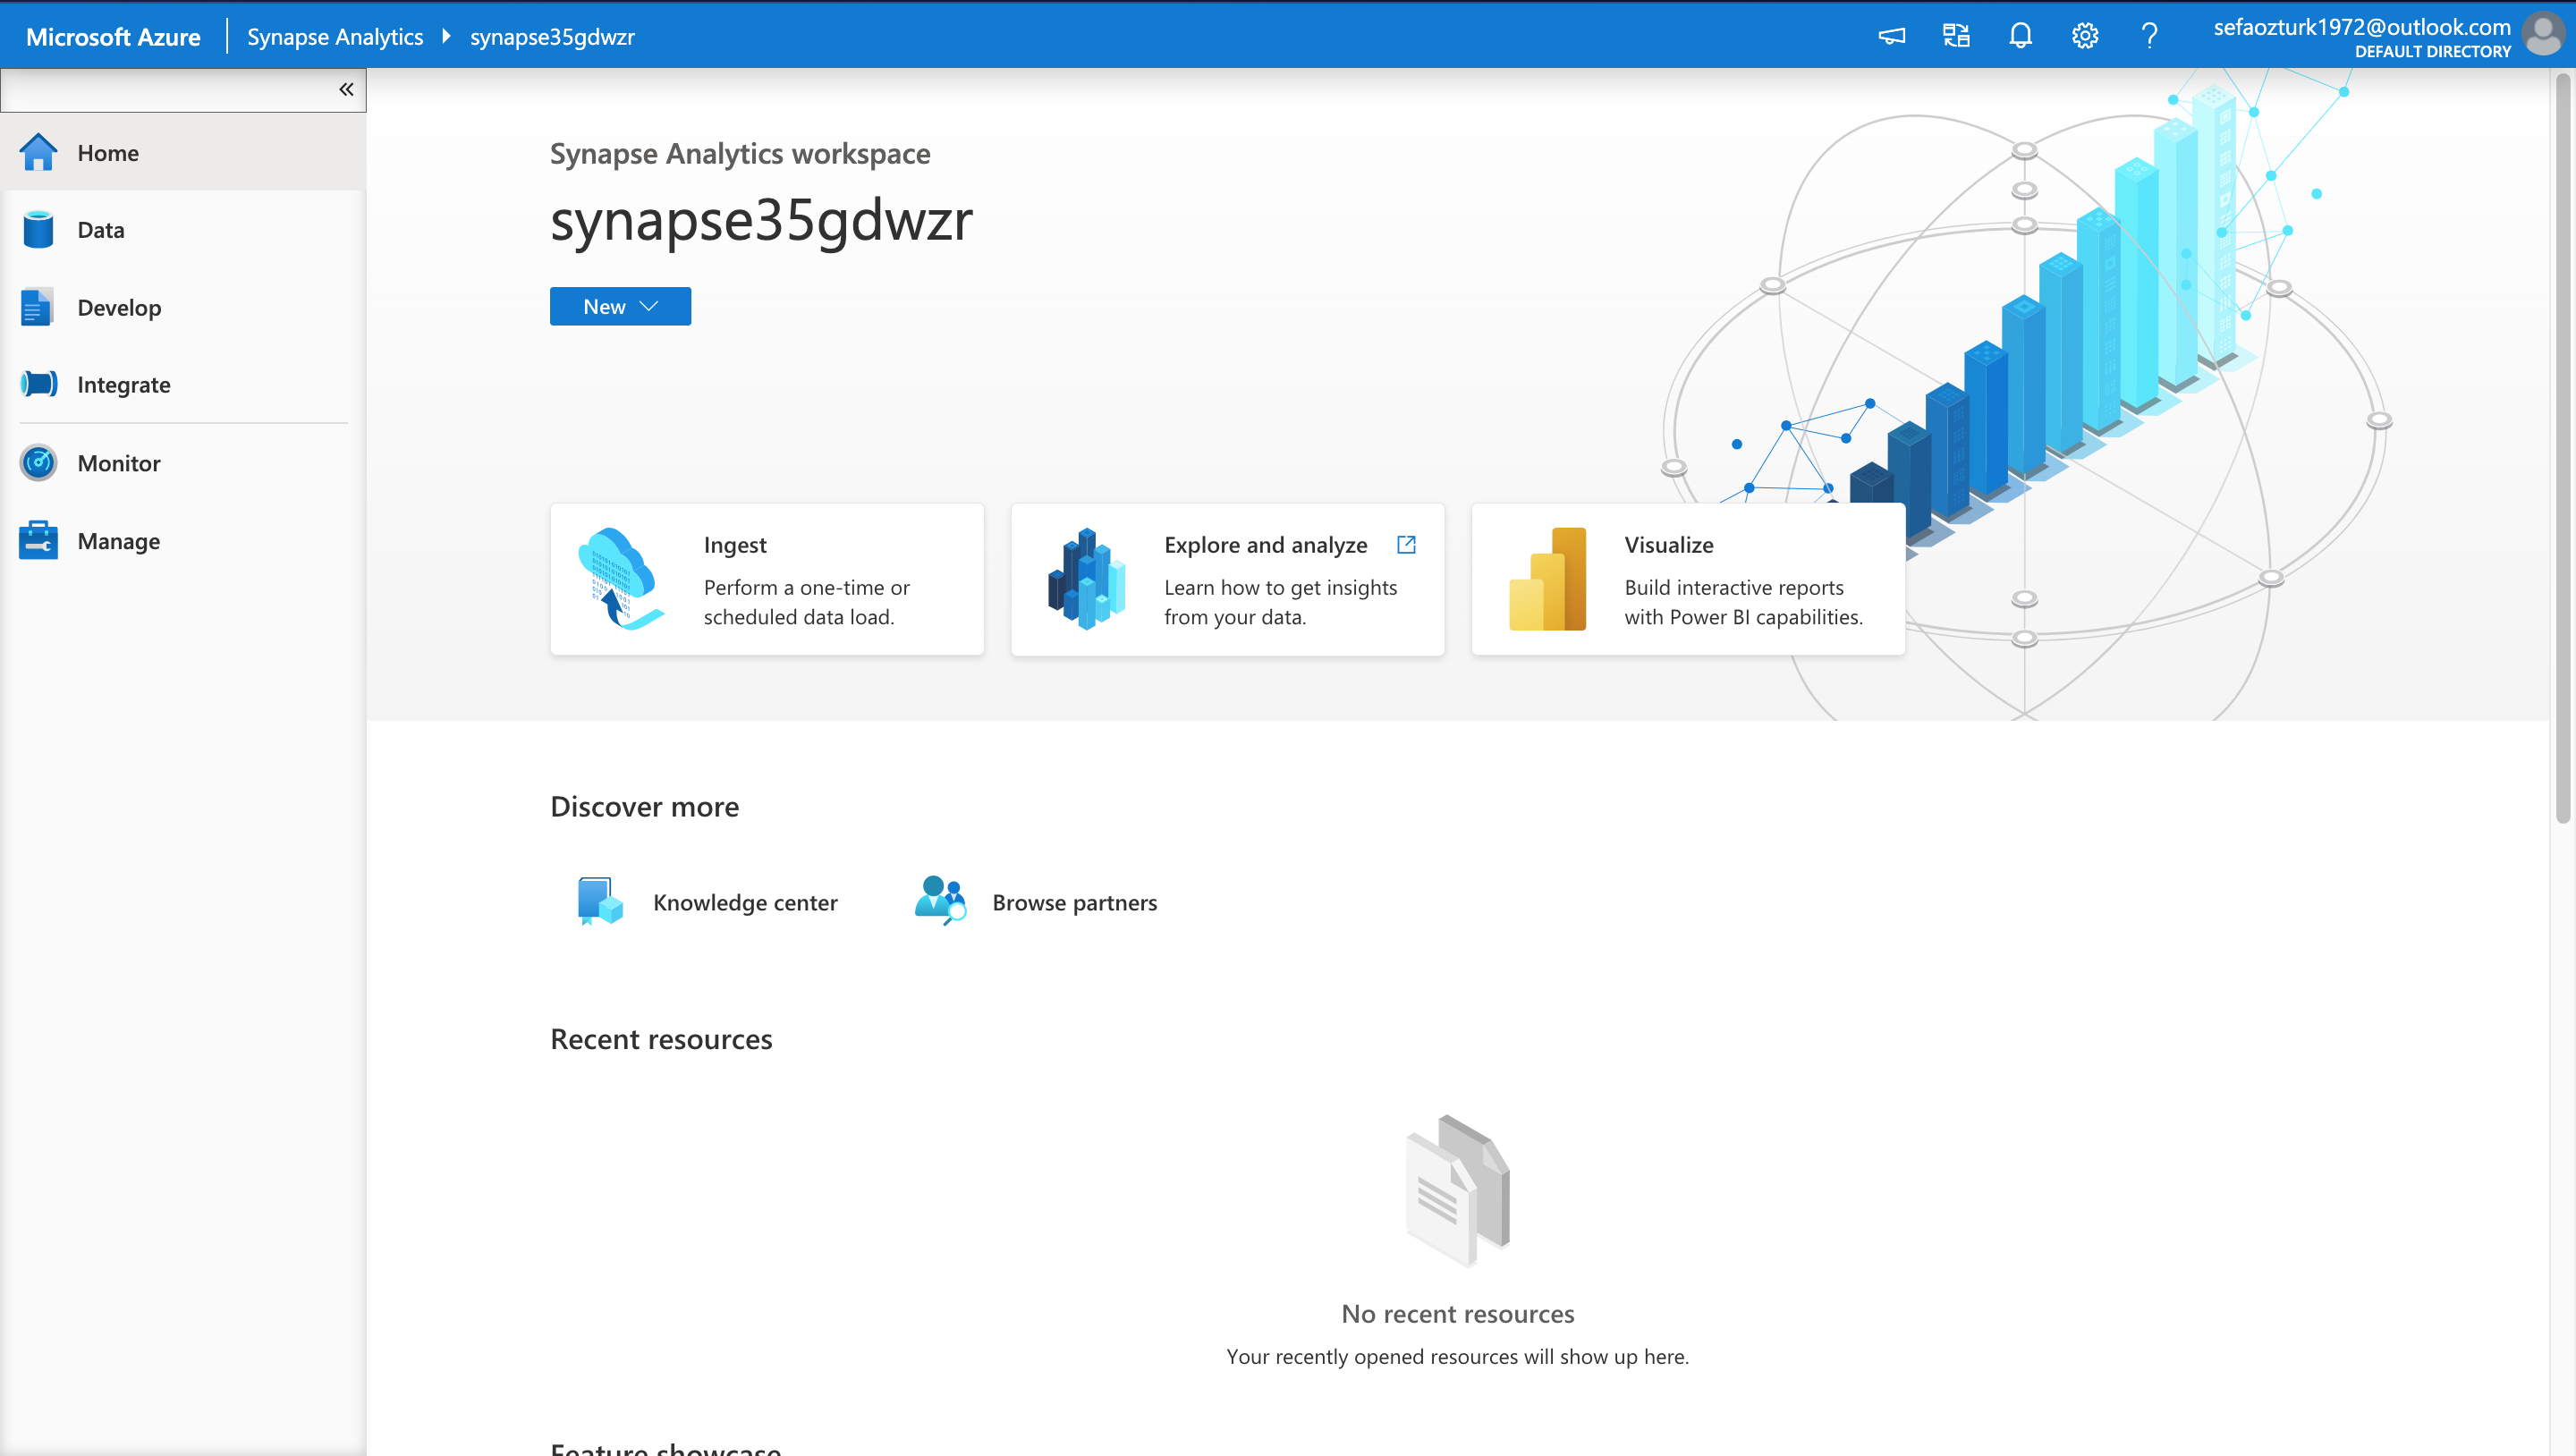 Microsoft Azure
Synapse Analytics
synapse35gdwzr
sefaozturk1972@outlook.com
DEFAULT DIRECTORY
Home
Data
Develop
Integrate
Monitor
Manage
Synapse Analytics workspace
synapse35gdwzr
New
Ingest
Perform a one-time or
scheduled data load.
Explore and analyze
Learn how to get insights
from your data.
Visualize
Build interactive reports
with Power BI capabilities.
Discover more
Knowledge center
Browse partners
Recent resources
No recent resources
Your recently opened resources will show up here.
Feature showcase